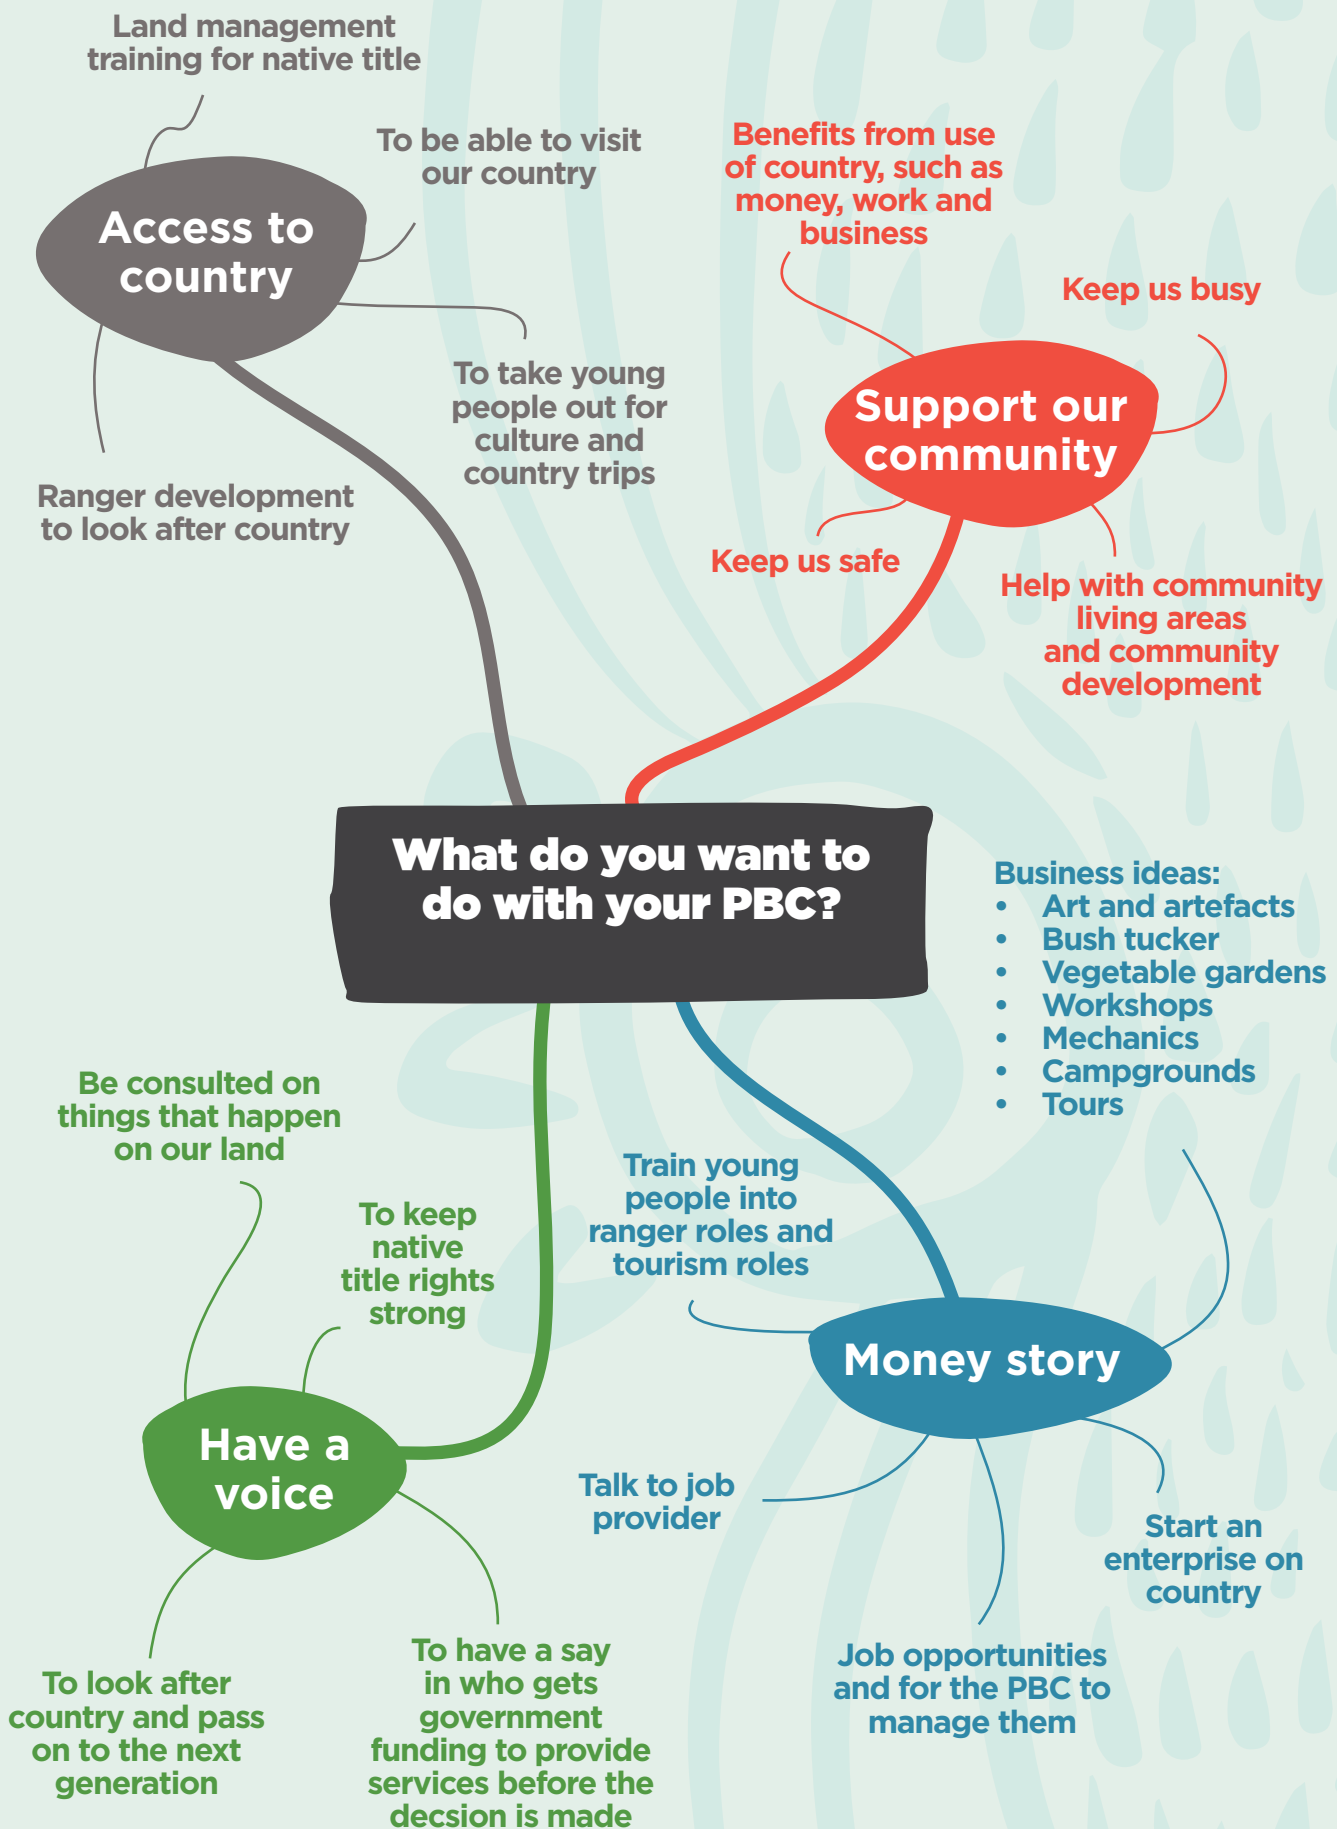 Land management
training for native title
To be able to visit
our country
Access to
country
To take young
people out for
culture and
country trips
Ranger development
to look after country
Benefits from use
of country, such as
money, work and
business
Keep us busy
Support our
community
Keep us safe
Help with community
living areas
and community
development
What do you want to
do with your PBC?
Business ideas:
• Art and artefacts
• Bush tucker
• Vegetable gardens
• Workshops
• Mechanics
• Campgrounds
• Tours
Be consulted on
things that happen
on our land
To keep
native
title rights
strong
Have a
voice
To look after
country and pass
on to the next
generation
To have a say
in who gets
government
funding to provide
services before the
decsion is made
Train young
people into
ranger roles and
tourism roles
Money story
Talk to job
provider
Start an
enterprise on
country
Job opportunities
and for the PBC to
manage them